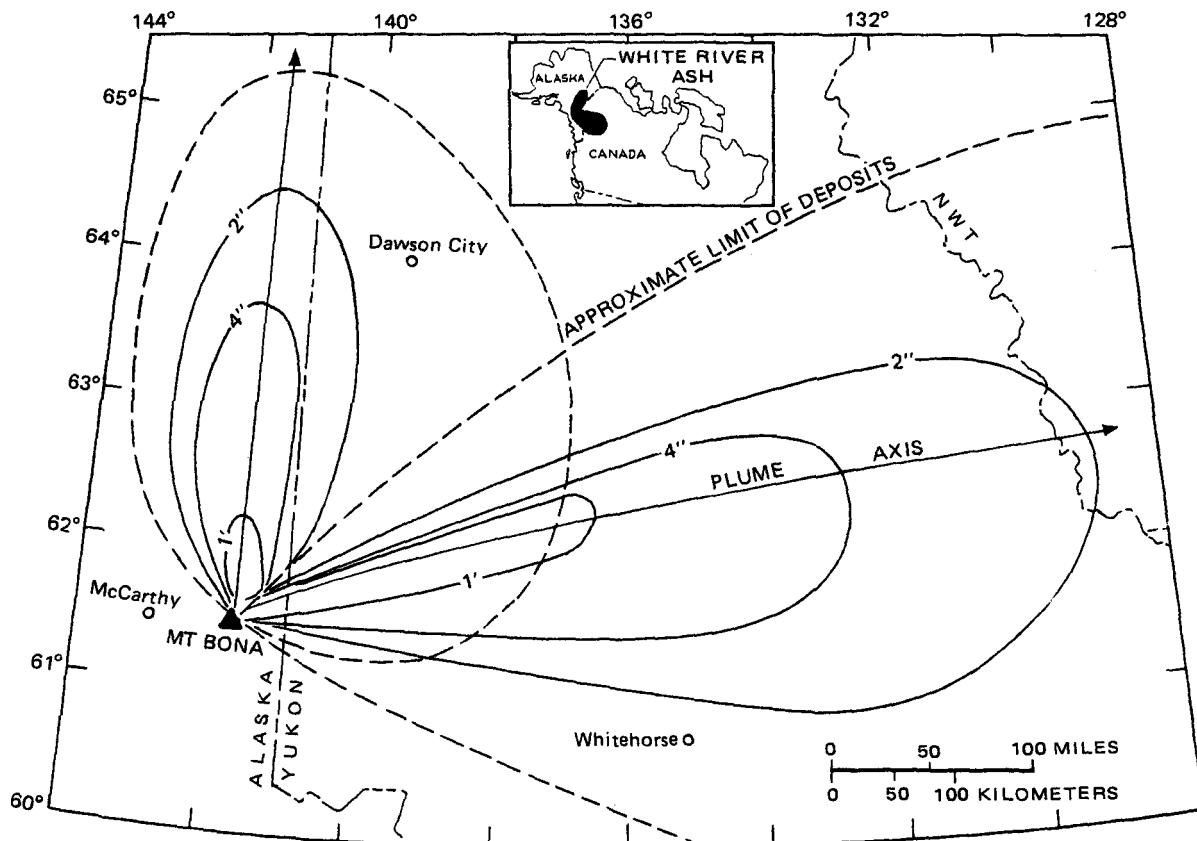 144°
140°
136°
132°
128°
WHITE RIVER
ASH
ALASKA
CANADA
65°
64°
63°
62°
61°
60°
2"
4"
1'
Dawson City
APPROXIMATE LIMIT OF DEPOSITS
NWT
2"
4"
1'
PLUME AXIS
McCarthy
MT BONA
ALASKA
YUKON
Whitehorse
0 50 100 MILES
0 50 100 KILOMETERS